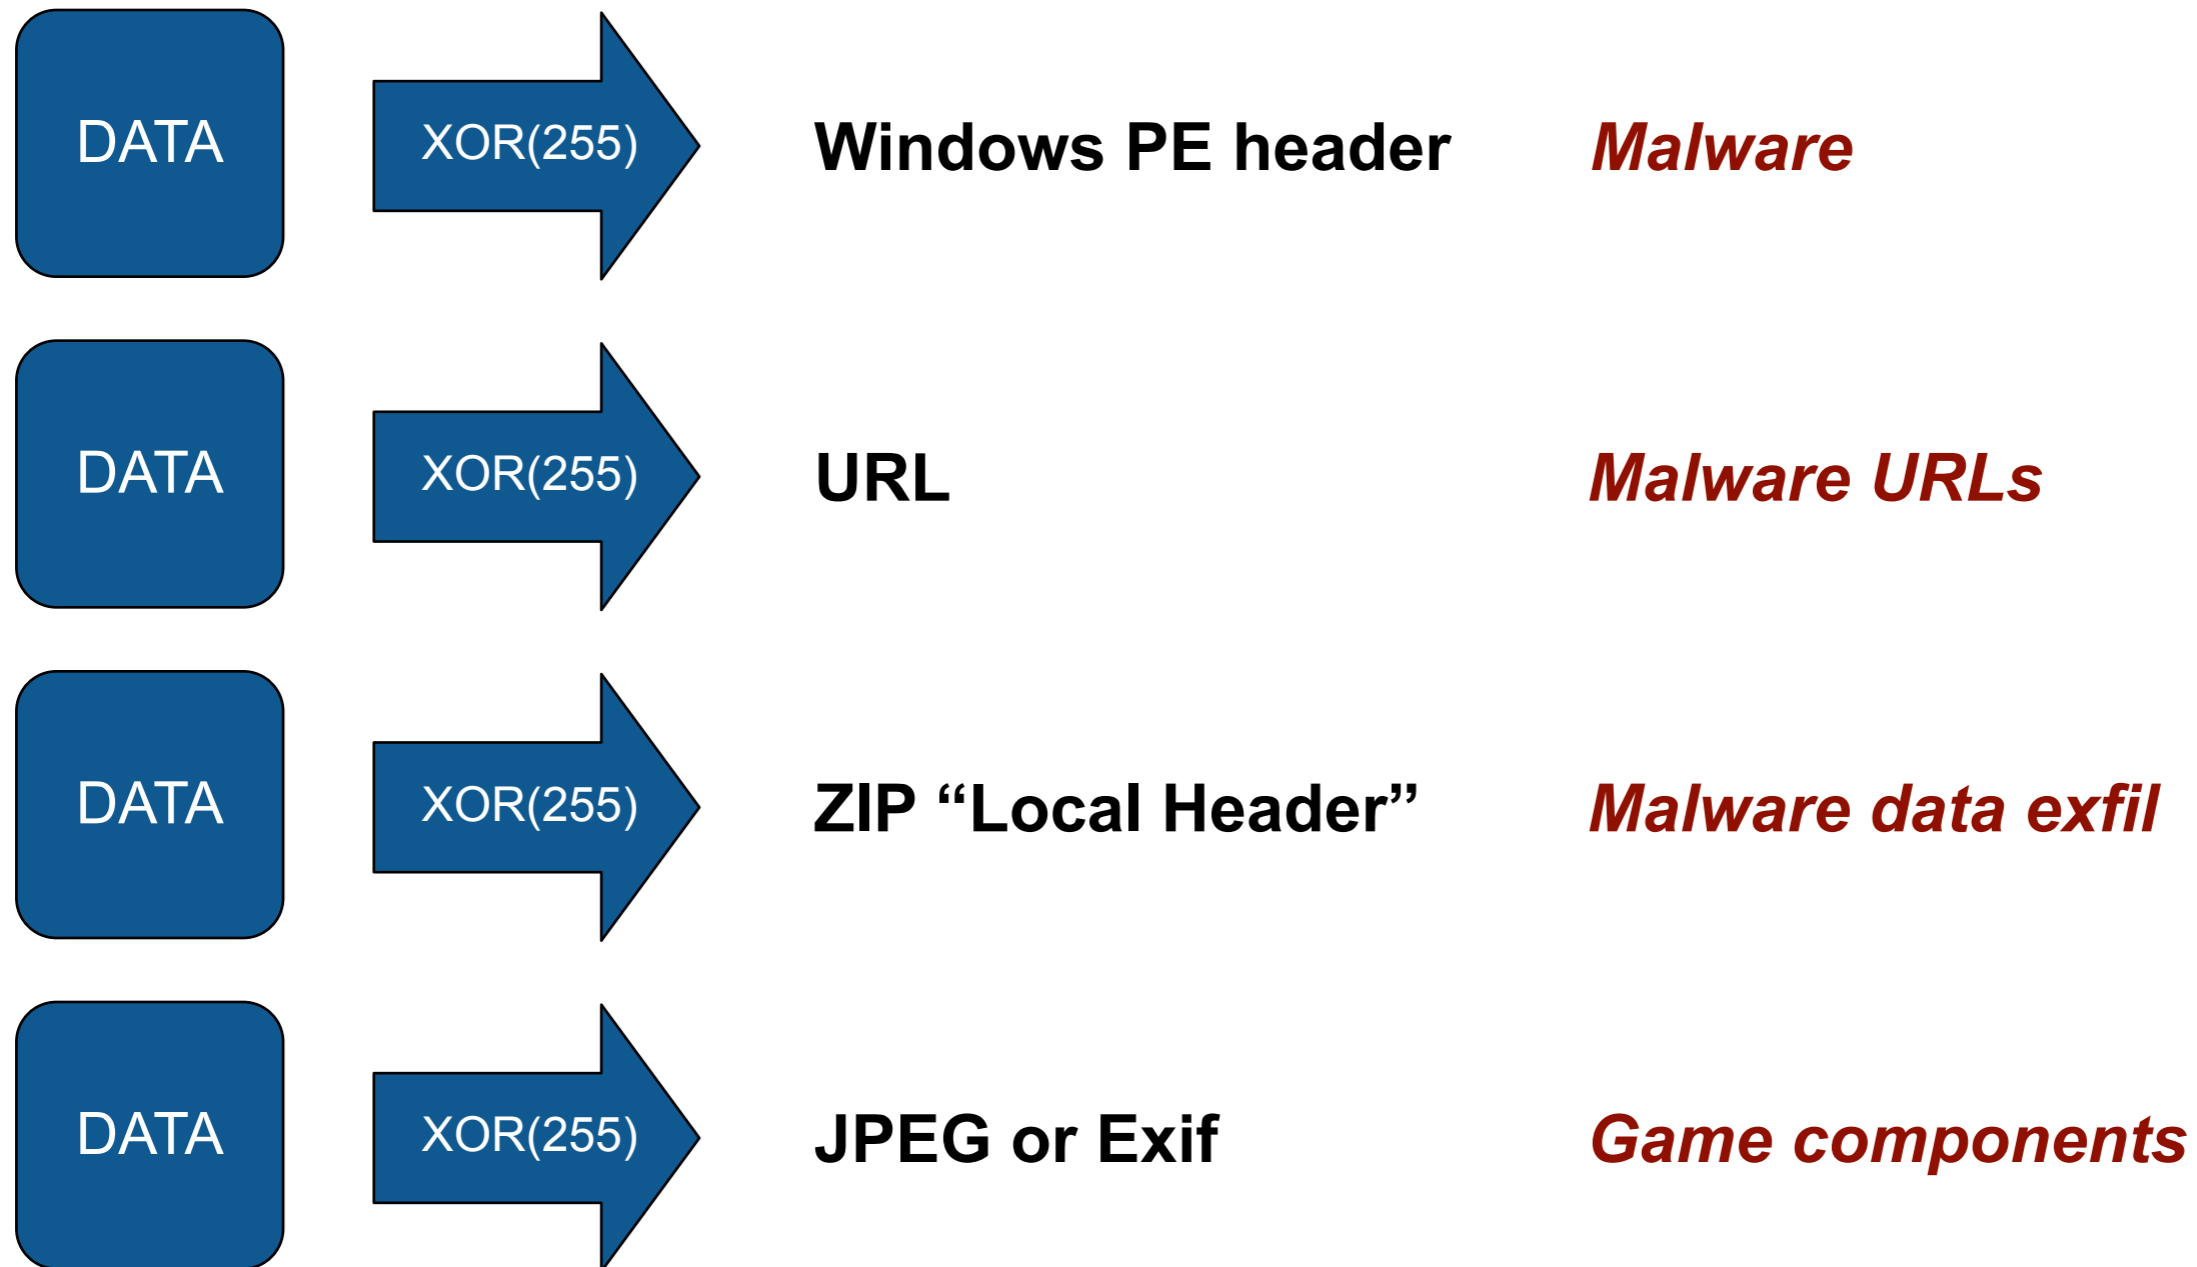 DATA XOR(255) Windows PE header Malware
DATA XOR(255) URL Malware URLs
DATA XOR(255) ZIP “Local Header” Malware data exfil
DATA XOR(255) JPEG or Exif Game components